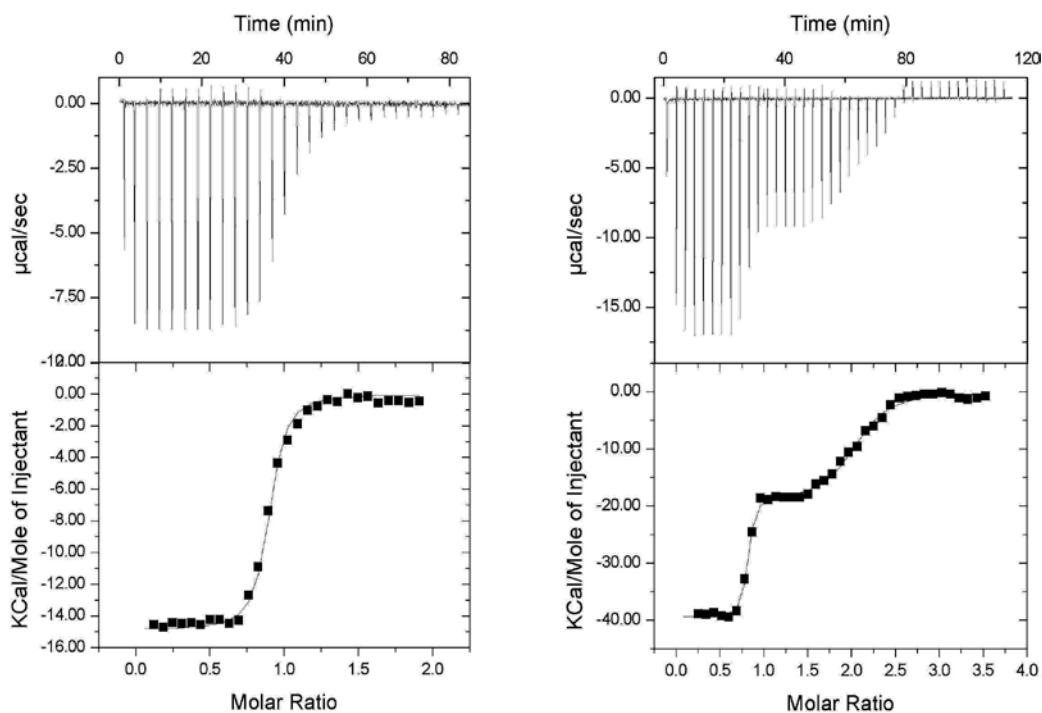 Time (min)
0 20 40 60 80
0.00
-2.50
-5.00
-7.50
-10.00
µcal/sec
0.00
-2.00
-4.00
-6.00
-8.00
-10.00
-12.00
-14.00
-16.00
KCal/Mole of Injectant
0.0 0.5 1.0 1.5 2.0
Molar Ratio
Time (min)
0 20 40 60 80 100 120
0.00
-5.00
-10.00
-15.00
µcal/sec
0.00
-10.00
-20.00
-30.00
-40.00
KCal/Mole of Injectant
0.0 0.5 1.0 1.5 2.0 2.5 3.0 3.5 4.0
Molar Ratio